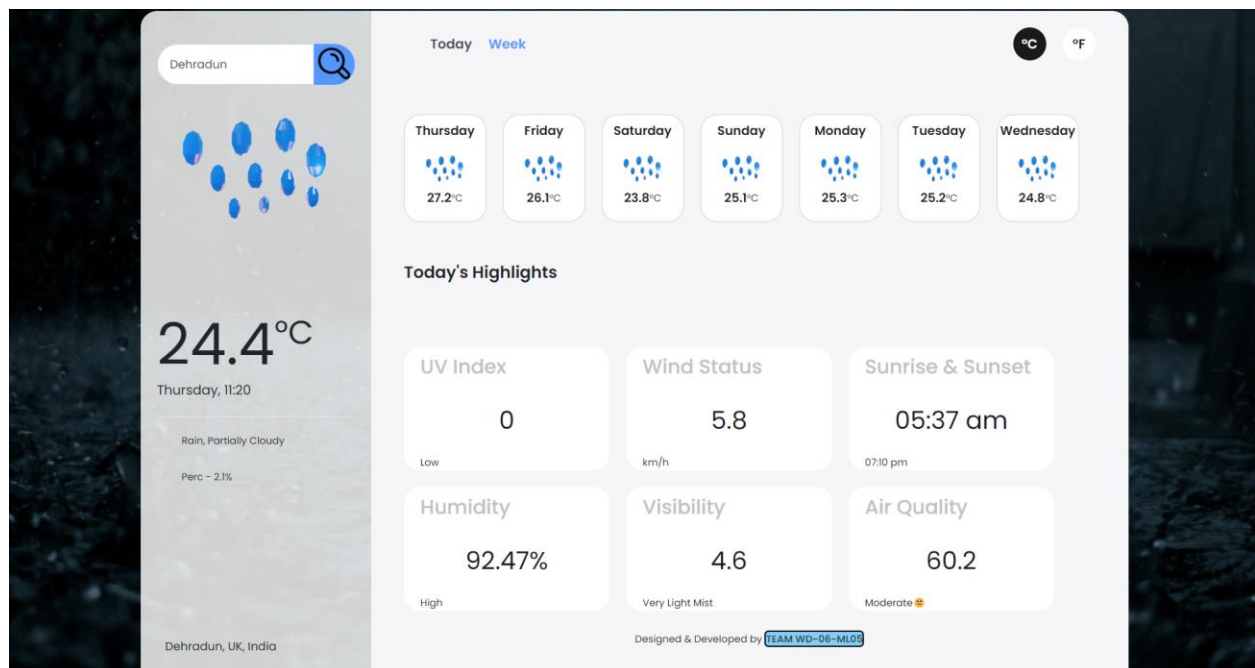 Dehradun
24.4°C
Thursday, 11:20
Rain, Partially Cloudy
Perc - 2.1%
Dehradun, UK, India
Today Week
°C °F
Thursday Friday Saturday Sunday Monday Tuesday Wednesday
27.2°C 26.1°C 23.8°C 25.1°C 25.3°C 25.2°C 24.8°C
Today's Highlights
UV Index Wind Status Sunrise & Sunset
0 5.8 05:37 am
Low km/h 07:10 pm
Humidity Visibility Air Quality
92.47% 4.6 60.2
High Very Light Mist Moderate😐
Designed & Developed by TEAM WD-06-ML05